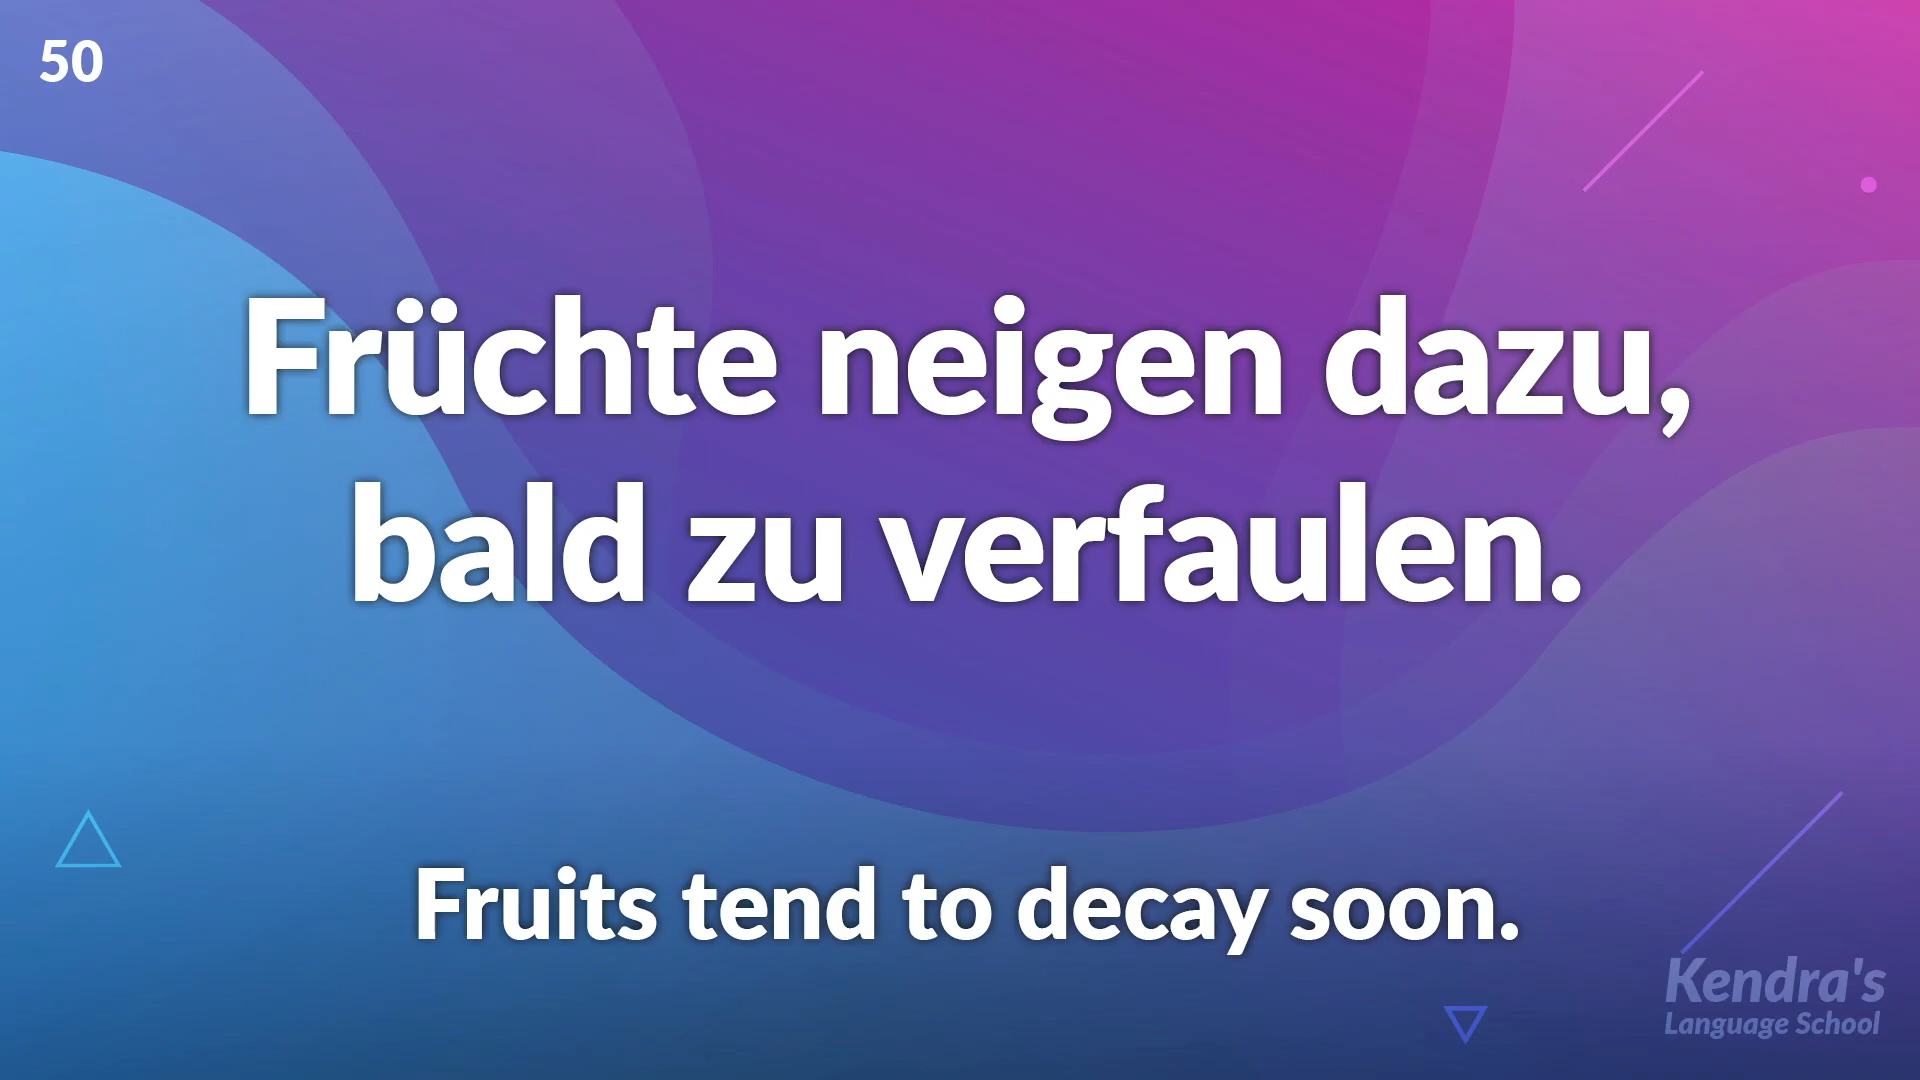 50
Früchte neigen dazu,
bald zu verfaulen.
Fruits tend to decay soon.
Kendra's
Language School